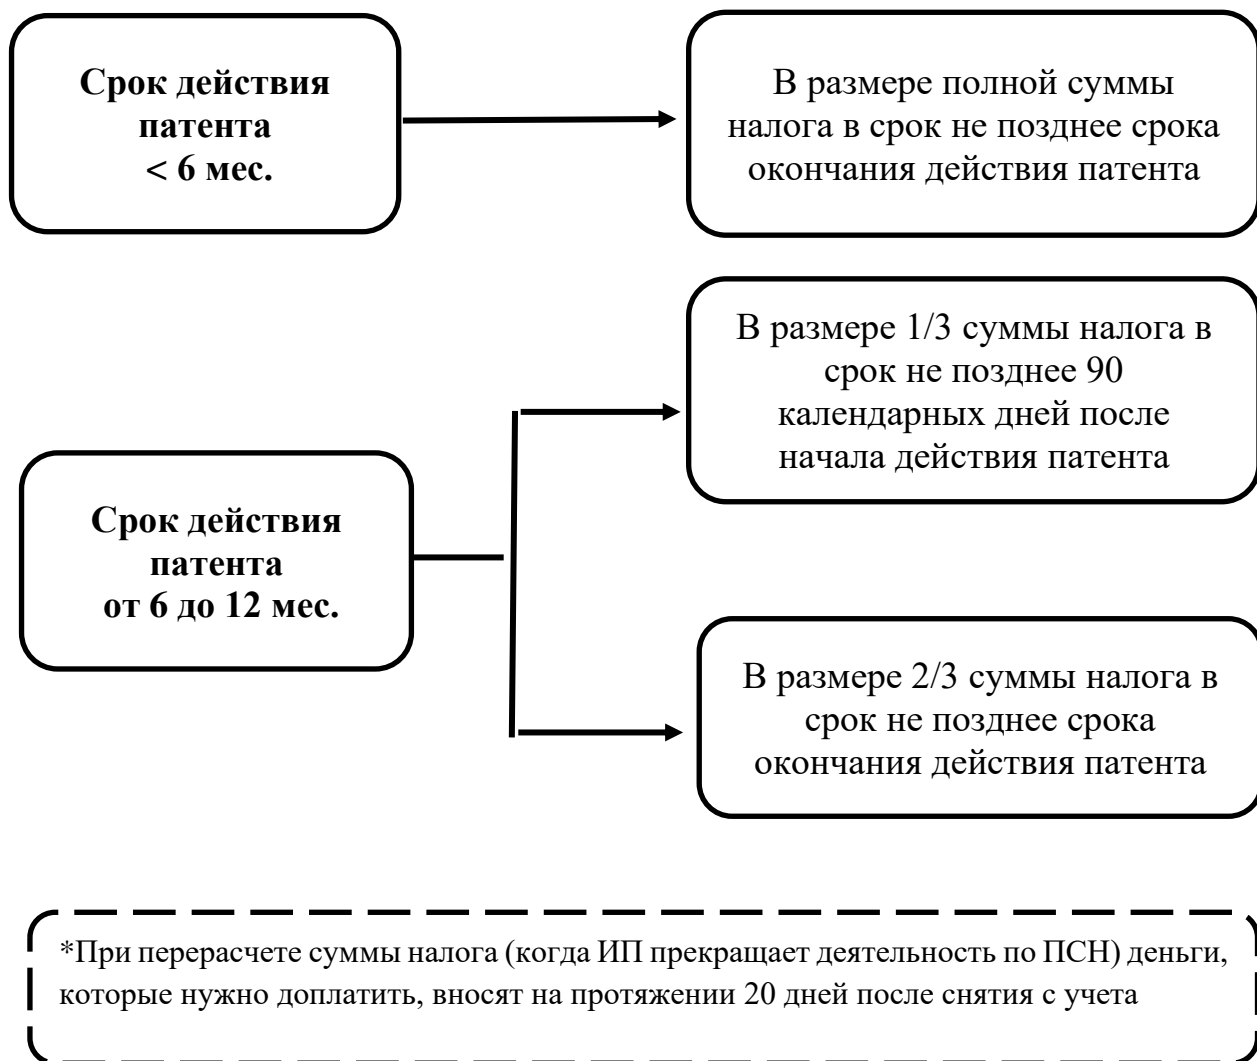 Срок действия
патента
< 6 мес.
В размере полной суммы
налога в срок не позднее срока
окончания действия патента
В размере 1/3 суммы налога в
срок не позднее 90
календарных дней после
начала действия патента
Срок действия
патента
от 6 до 12 мес.
В размере 2/3 суммы налога в
срок не позднее срока
окончания действия патента
*При перерасчете суммы налога (когда ИП прекращает деятельность по ПСН) деньги,
которые нужно доплатить, вносят на протяжении 20 дней после снятия с учета